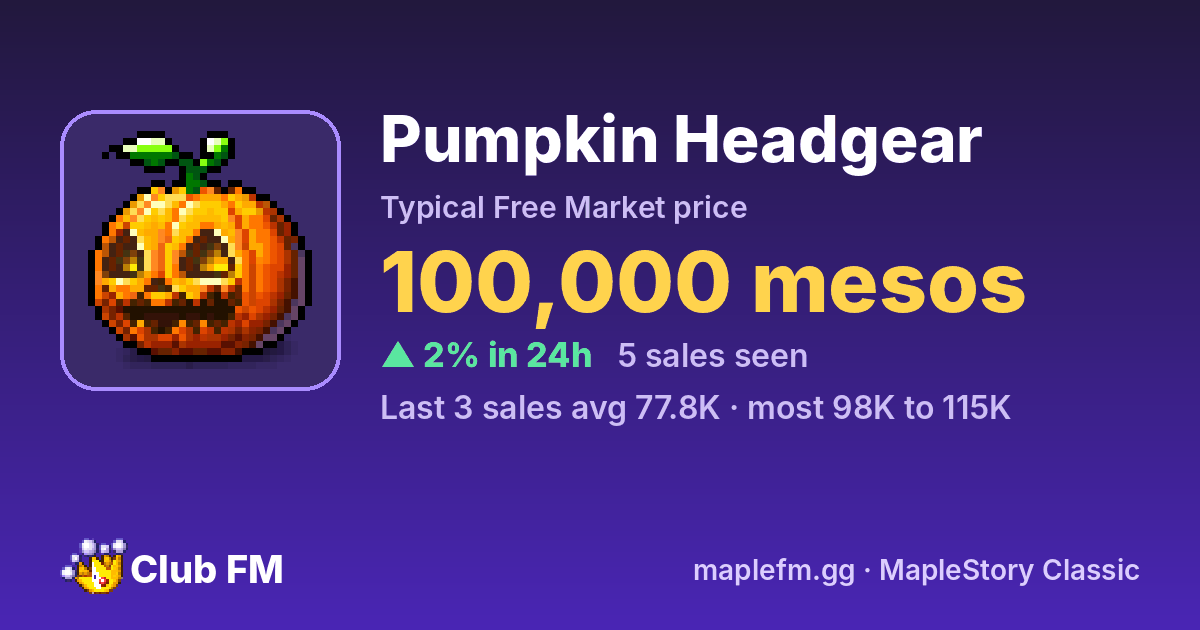 Pumpkin Headgear
Typical Free Market price
100,000 mesos
▲ 2% in 24h 5 sales seen
Last 3 sales avg 77.8K · most 98K to 115K
Club FM
maplefm.gg · MapleStory Classic